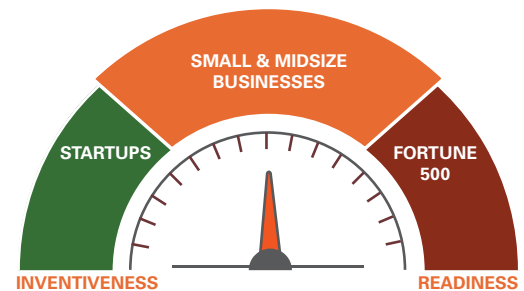 SMALL & MIDSIZE
BUSINESSES
STARTUPS
FORTUNE
500
INVENTIVENESS
READINESS